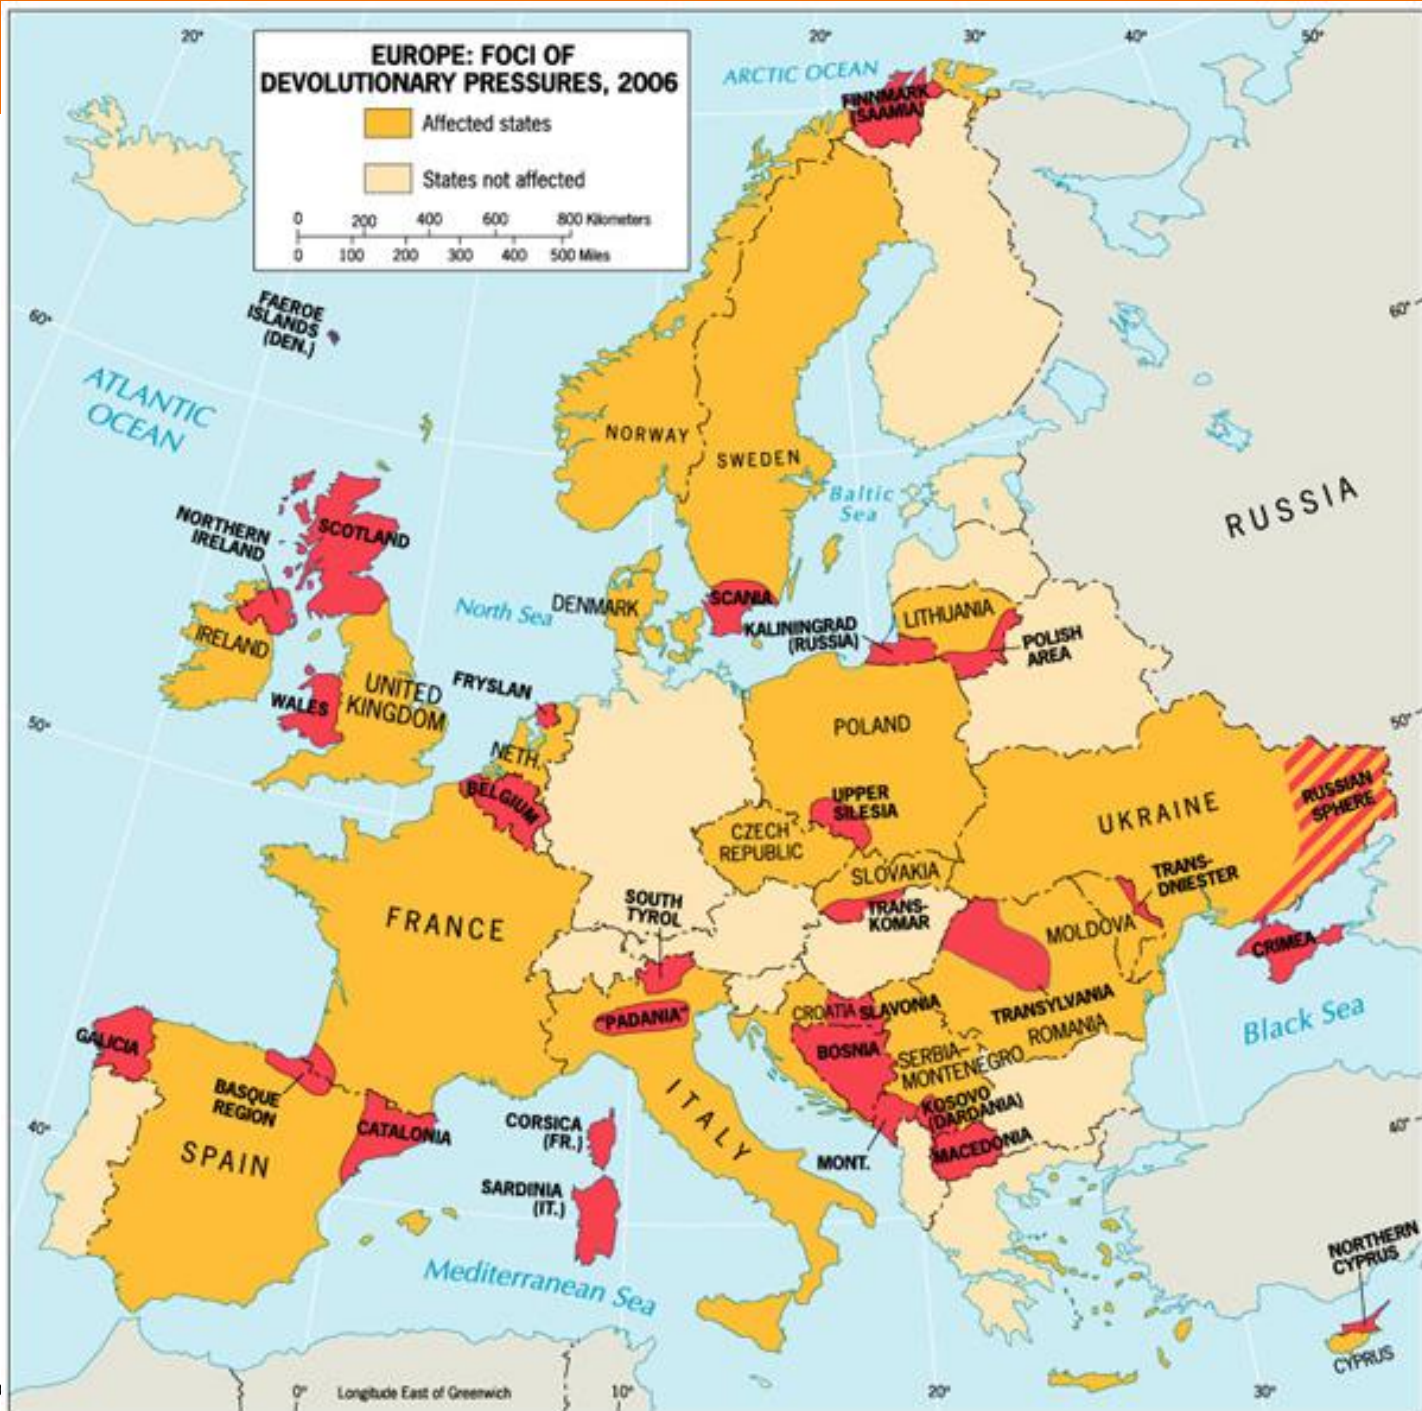 20°
20°
30°
40°
50°
EUROPE: FOCI OF
DEVOLUTIONARY PRESSURES, 2006
Affected states
States not affected
0 200 400 600 800 Kilometers
0 100 200 300 400 500 Miles
ARCTIC OCEAN
FINNMARK
(SAAMIA)
FAEROE
ISLANDS
(DEN.)
60°
60°
ATLANTIC
OCEAN
NORWAY
SWEDEN
Baltic
Sea
RUSSIA
NORTHERN
IRELAND
SCOTLAND
North Sea
DENMARK
SCANIA
KALININGRAD
(RUSSIA)
LITHUANIA
POLISH
AREA
IRELAND
WALES
UNITED
KINGDOM
FRYSLAN
NETH.
BELGIUM
50°
50°
POLAND
UPPER
SILESIA
CZECH
REPUBLIC
SLOVAKIA
UKRAINE
RUSSIAN
SPHERE
TRANS-
DNIESTER
FRANCE
SOUTH
TYROL
TRANS-
KOMAR
MOLDOVA
CRIMEA
TRANSYLVANIA
ROMANIA
Black Sea
"PADANIA"
CROATIA
SLAVONIA
BOSNIA
SERBIA-
MONTENEGRO
KOSOVO
(DARDANIA)
MACEDONIA
MONT.
GALICIA
BASQUE
REGION
CATALONIA
SPAIN
CORSICA
(FR.)
SARDINIA
(IT.)
ITALY
40°
40°
Mediterranean Sea
NORTHERN
CYPRUS
CYPRUS
0°
Longitude East of Greenwich
10°
20°
30°